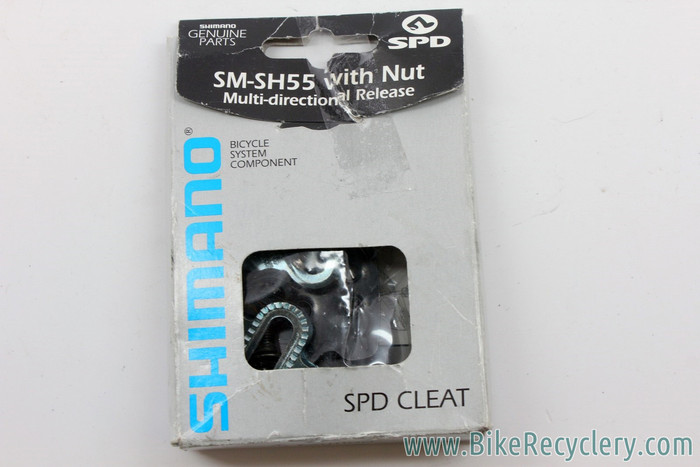 SHIMANO
GENUINE
PARTS
SPD
SM-SH55 with Nut
Multi-directional Release
SHIMANO®
BICYCLE
SYSTEM
COMPONENT
SPD CLEAT
www.BikeRecyclery.com